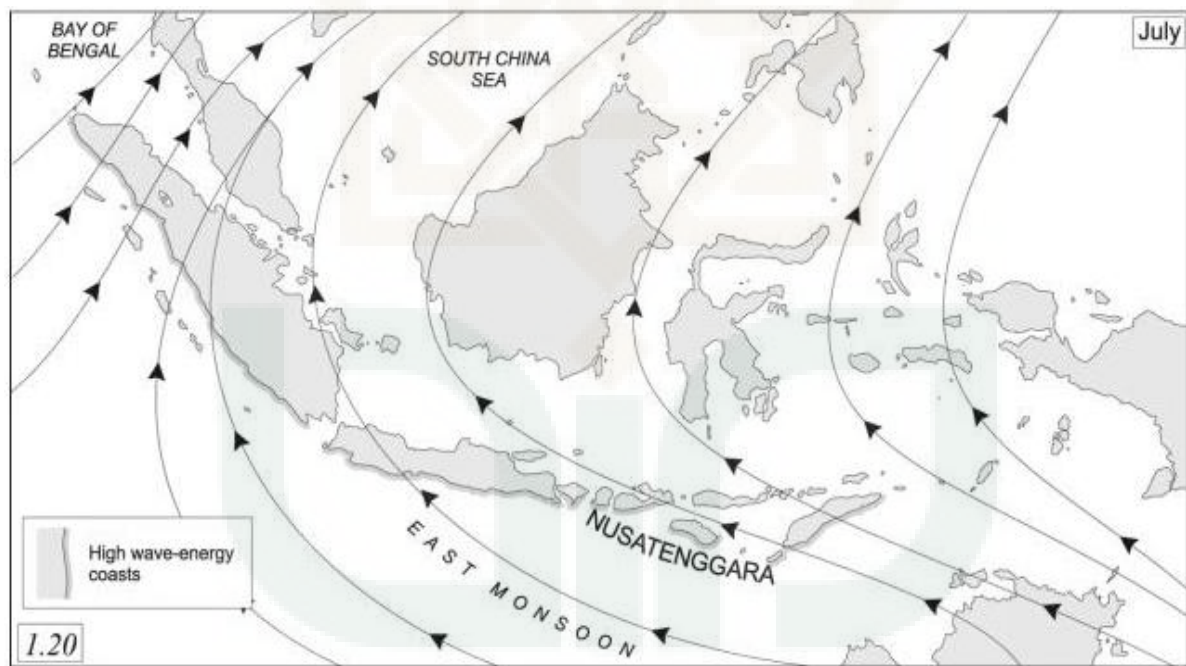 BAY OF
BENGAL
SOUTH CHINA
SEA
July
NUSATENGGARA
EAST MONSOON
High wave-energy
coasts
1.20